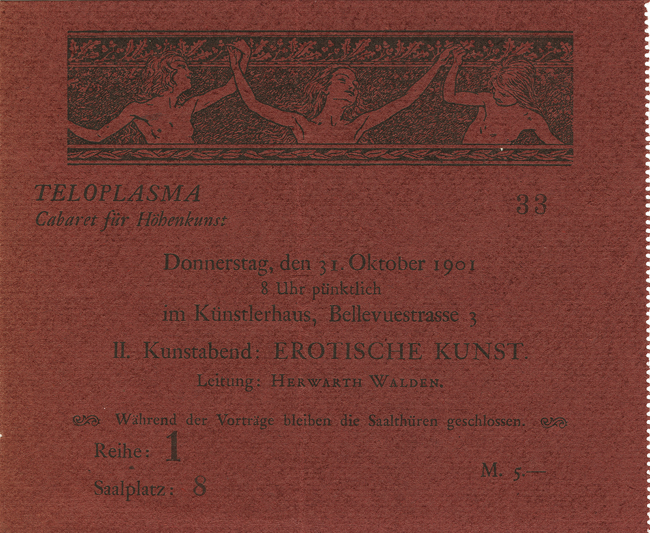 TELOPLASMA
Cabaret für Höhenkunst
33
Donnerstag, den 31. Oktober 1901
8 Uhr pünktlich
im Künstlerhaus, Bellevuestrasse 3
II. Kunstabend: EROTISCHE KUNST.
Leitung: HERWARTH WALDEN.
Während der Vorträge bleiben die Saalthüren geschlossen.
Reihe: 1
Saalplatz: 8
M. 5.—